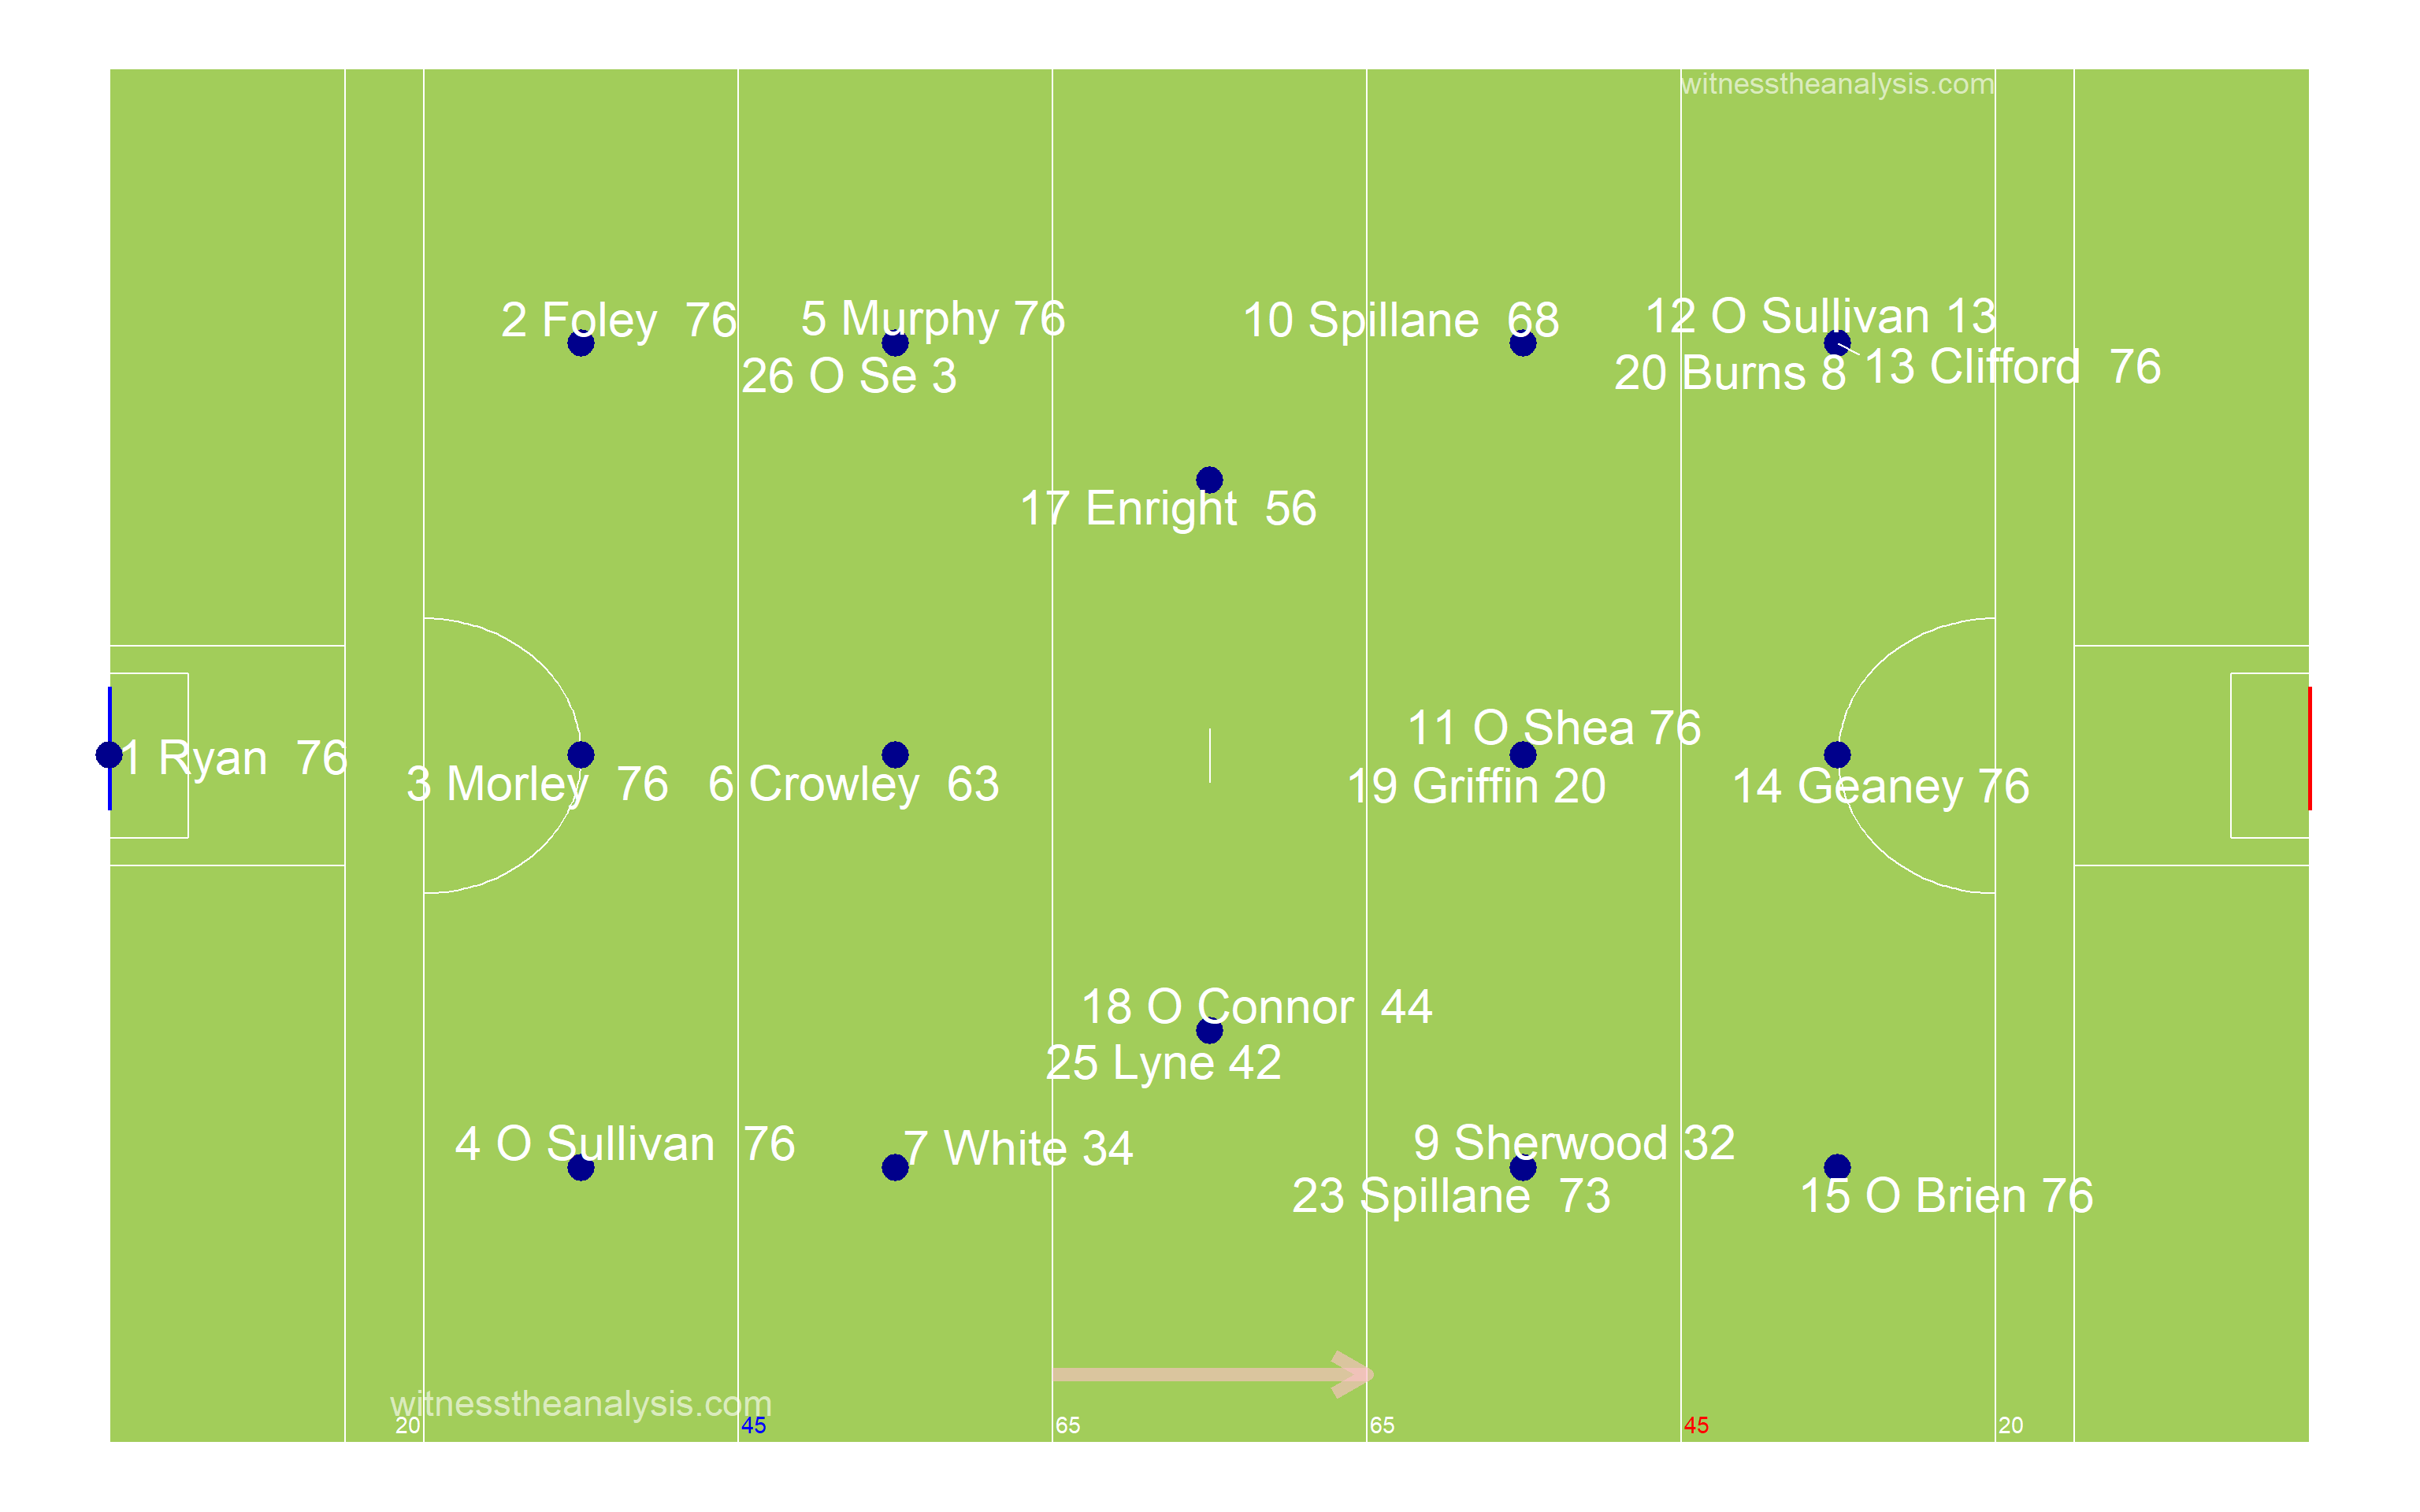 witnesstheanalysis.com
2 Foley 76
5 Murphy 76
26 O Se 3
10 Spillane 68
12 O Sullivan 13
20 Burns 8
13 Clifford 76
17 Enright 56
1 Ryan 76
3 Morley 76
6 Crowley 63
11 O Shea 76
19 Griffin 20
14 Geaney 76
18 O Connor 44
25 Lyne 42
4 O Sullivan 76
7 White 34
9 Sherwood 32
23 Spillane 73
15 O Brien 76
witnesstheanalysis.com
20
45
65
65
45
20